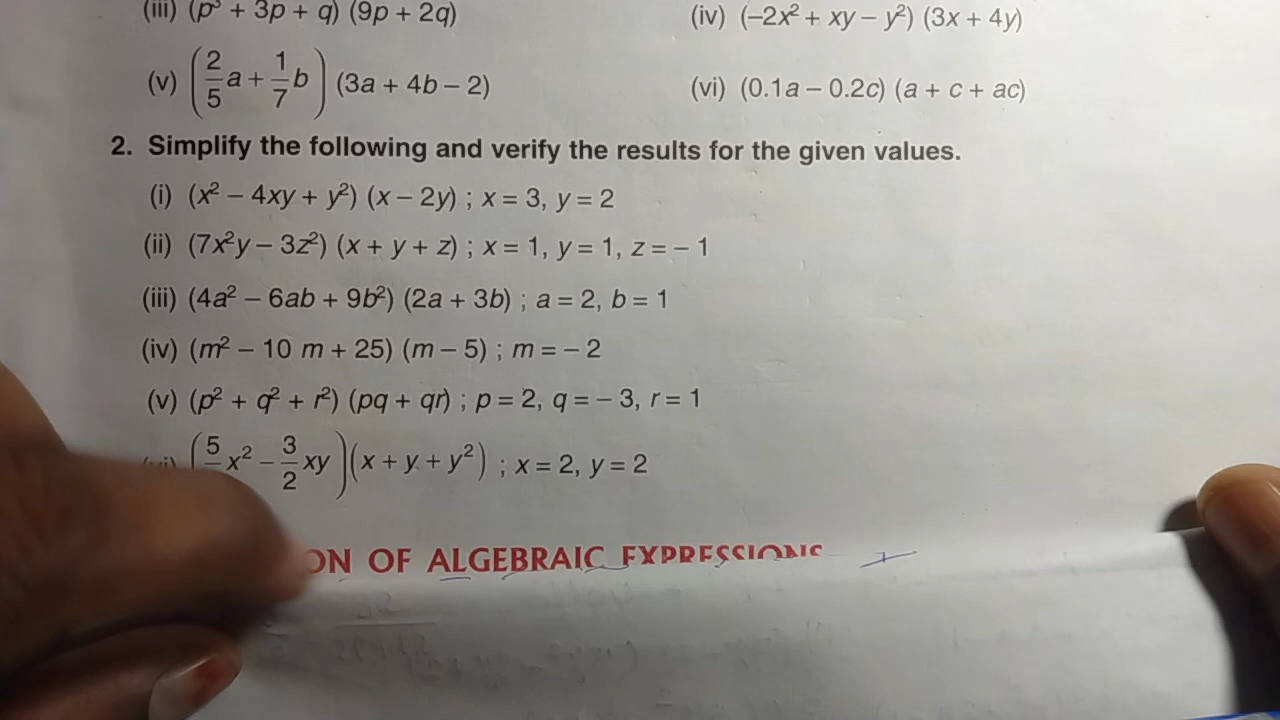 (iii) (p³ + 3p + q) (9p + 2q)
(iv) (–2x² + xy – y²) (3x + 4y)
(v) (2/5 a + 1/7 b) (3a + 4b – 2)
(vi) (0.1a – 0.2c) (a + c + ac)
2. Simplify the following and verify the results for the given values.
(i) (x² – 4xy + y²) (x – 2y) ; x = 3, y = 2
(ii) (7x²y – 3z²) (x + y + z) ; x = 1, y = 1, z = – 1
(iii) (4a² – 6ab + 9b²) (2a + 3b) ; a = 2, b = 1
(iv) (m² – 10 m + 25) (m – 5) ; m = – 2
(v) (p² + q² + r²) (pq + qr) ; p = 2, q = – 3, r = 1
(5 x² – 3/2 xy) (x + y + y²) ; x = 2, y = 2
ON OF ALGEBRAIC EXPRESSIONS